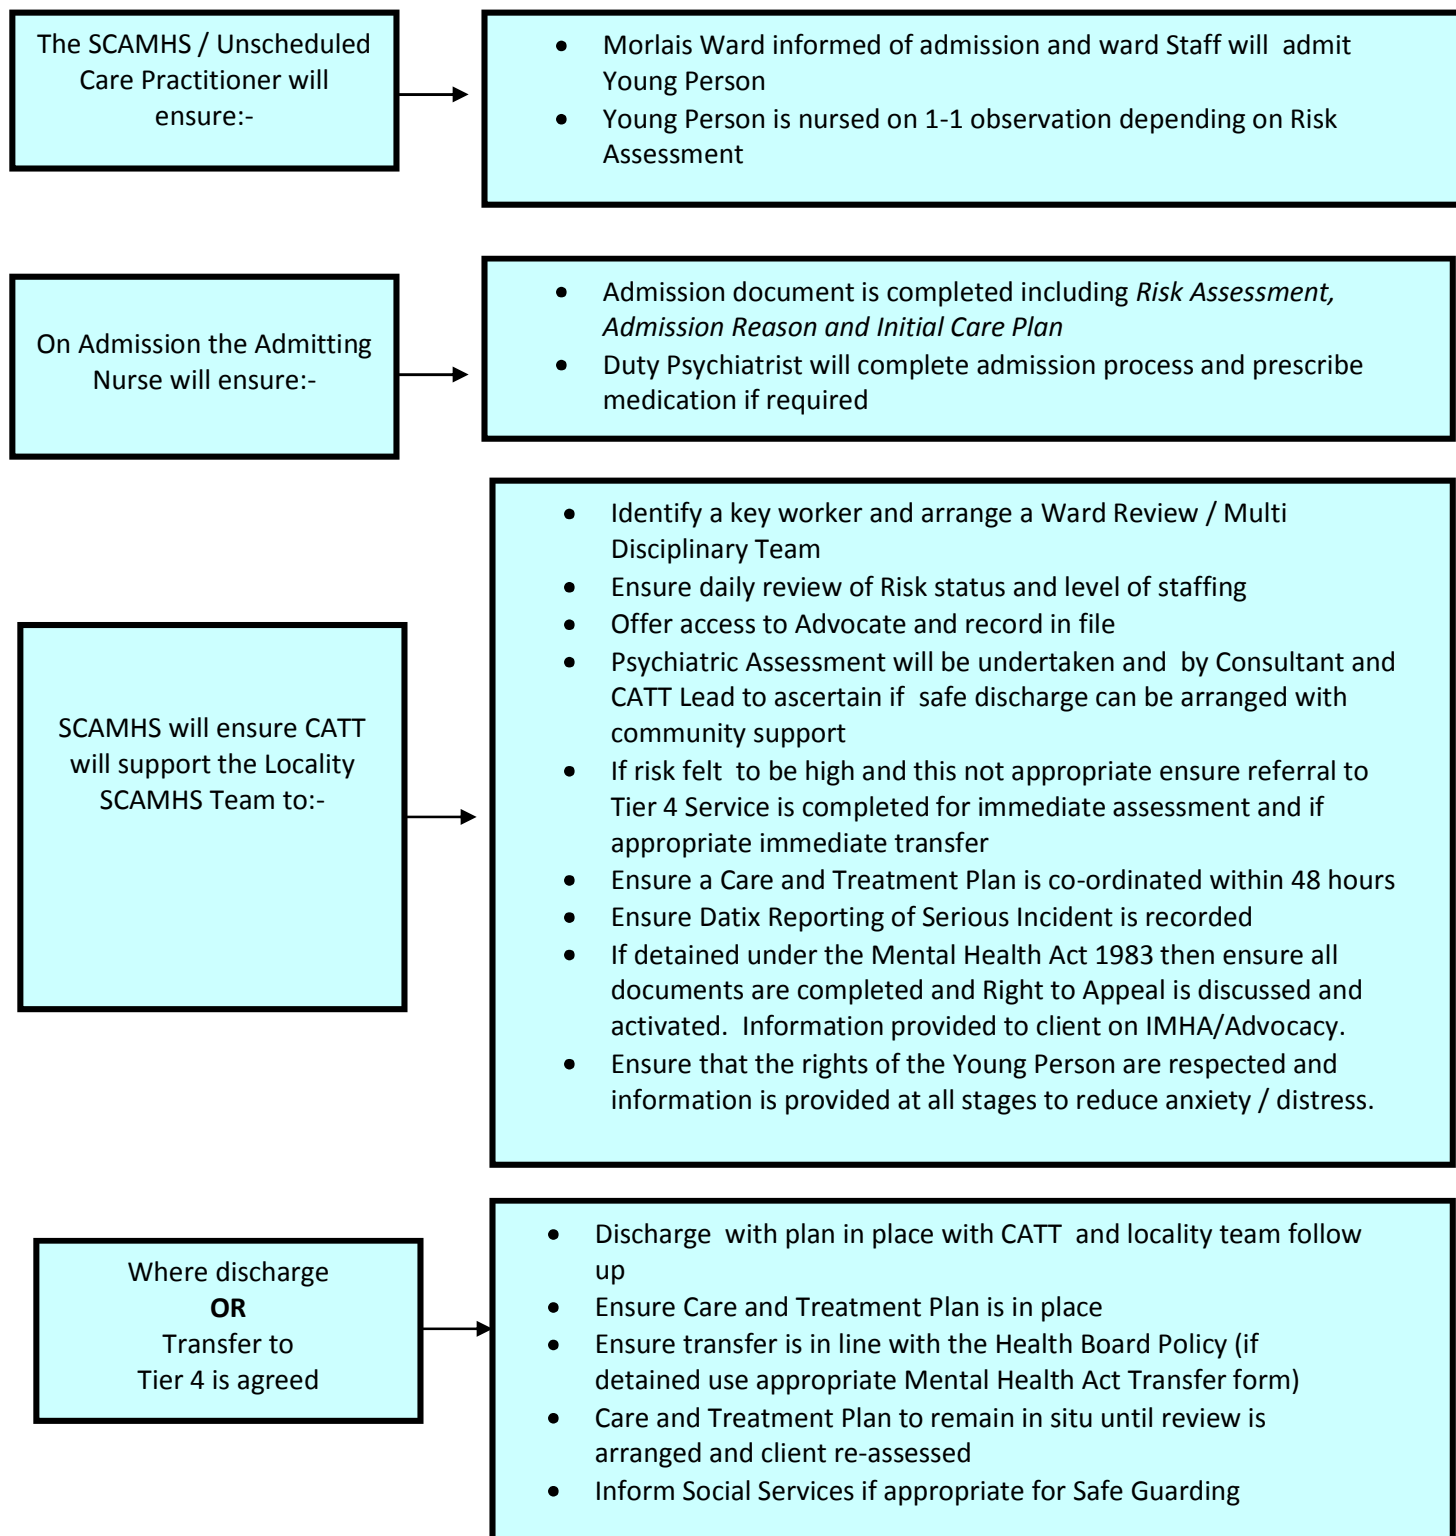 The SCAMHS / Unscheduled
Care Practitioner will
ensure:-
• Morlais Ward informed of admission and ward Staff will admit
Young Person
• Young Person is nursed on 1-1 observation depending on Risk
Assessment
On Admission the Admitting
Nurse will ensure:-
• Admission document is completed including Risk Assessment,
Admission Reason and Initial Care Plan
• Duty Psychiatrist will complete admission process and prescribe
medication if required
SCAMHS will ensure CATT
will support the Locality
SCAMHS Team to:-
• Identify a key worker and arrange a Ward Review / Multi
Disciplinary Team
• Ensure daily review of Risk status and level of staffing
• Offer access to Advocate and record in file
• Psychiatric Assessment will be undertaken and by Consultant and
CATT Lead to ascertain if safe discharge can be arranged with
community support
• If risk felt to be high and this not appropriate ensure referral to
Tier 4 Service is completed for immediate assessment and if
appropriate immediate transfer
• Ensure a Care and Treatment Plan is co-ordinated within 48 hours
• Ensure Datix Reporting of Serious Incident is recorded
• If detained under the Mental Health Act 1983 then ensure all
documents are completed and Right to Appeal is discussed and
activated. Information provided to client on IMHA/Advocacy.
• Ensure that the rights of the Young Person are respected and
information is provided at all stages to reduce anxiety / distress.
Where discharge
OR
Transfer to
Tier 4 is agreed
• Discharge with plan in place with CATT and locality team follow
up
• Ensure Care and Treatment Plan is in place
• Ensure transfer is in line with the Health Board Policy (if
detained use appropriate Mental Health Act Transfer form)
• Care and Treatment Plan to remain in situ until review is
arranged and client re-assessed
• Inform Social Services if appropriate for Safe Guarding